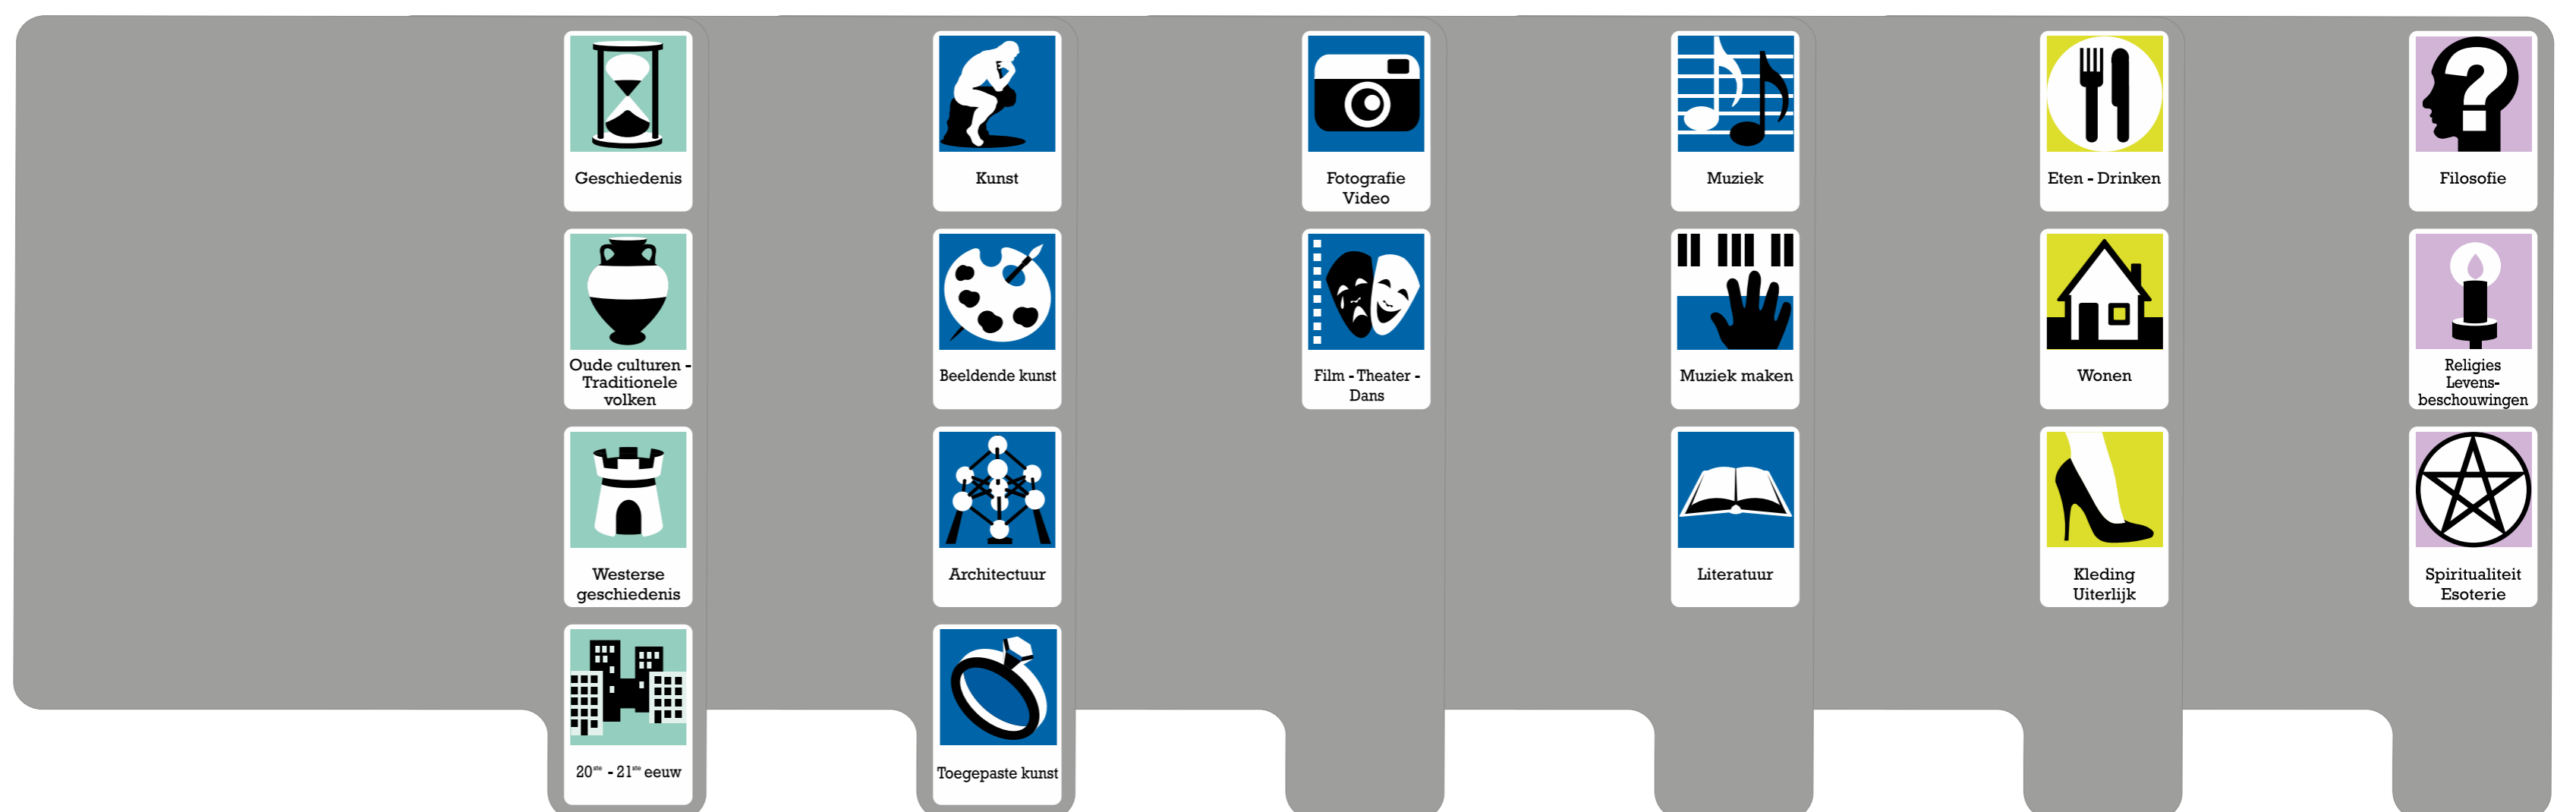 Geschiedenis
Oude culturen -
Traditionele
volken
Westerse
geschiedenis
20ste - 21ste eeuw
Kunst
Beeldende kunst
Architectuur
Toegepaste kunst
Fotografie
Video
Film - Theater -
Dans
Muziek
Muziek maken
Literatuur
Eten - Drinken
Wonen
Kleding
Uiterlijk
Filosofie
Religies
Levens-
beschouwingen
Spiritualiteit
Esoterie